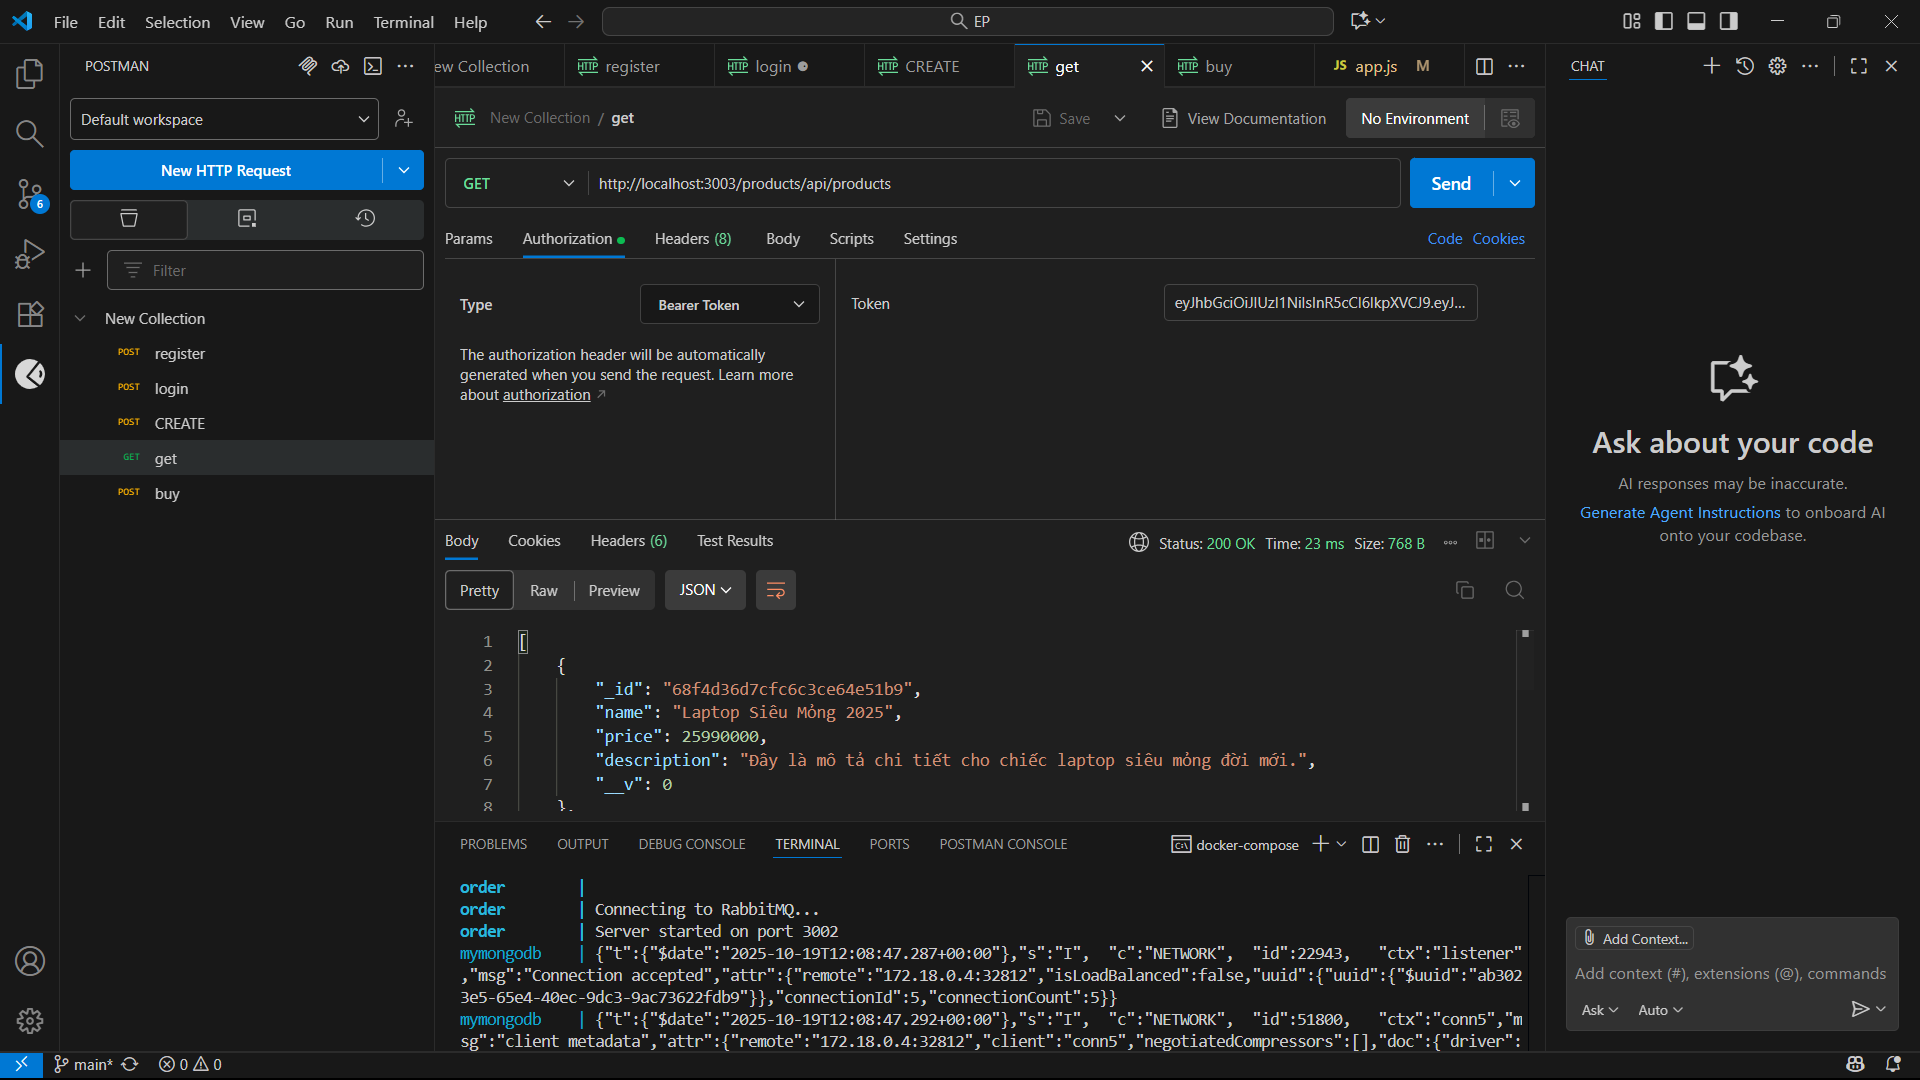 File Edit Selection View Go Run Terminal Help
EP
POSTMAN
Default workspace
New HTTP Request
Filter
New Collection
POST register
POST login
POST CREATE
GET get
POST buy
ew Collection
HTTP register
HTTP login
HTTP CREATE
HTTP get
HTTP buy
JS app.js M
HTTP New Collection / get
Save
View Documentation
No Environment
GET
http://localhost:3003/products/api/products
Send
Params Authorization Headers (8) Body Scripts Settings
Code Cookies
Type
Bearer Token
The authorization header will be automatically
generated when you send the request. Learn more
about authorization
Token
eyJhbGciOiJIUzI1NiIsInR5cCI6IkpXVCJ9.eyJ...
Body Cookies Headers (6) Test Results
Status: 200 OK Time: 23 ms Size: 768 B
Pretty Raw Preview JSON
1 [
2 {
3 "_id": "68f4d36d7cfc6c3ce64e51b9",
4 "name": "Laptop Siêu Mỏng 2025",
5 "price": 25990000,
6 "description": "Đây là mô tả chi tiết cho chiếc laptop siêu mỏng đời mới.",
7 "__v": 0
8 },
PROBLEMS OUTPUT DEBUG CONSOLE TERMINAL PORTS POSTMAN CONSOLE
docker-compose
order |
order | Connecting to RabbitMQ...
order | Server started on port 3002
mymongodb | {"t":{"$date":"2025-10-19T12:08:47.287+00:00"},"s":"I", "c":"NETWORK", "id":22943, "ctx":"listener"
,"msg":"Connection accepted","attr":{"remote":"172.18.0.4:32812","isLoadBalanced":false,"uuid":{"uuid":{"$uuid":"ab302
3e5-65e4-40ec-9dc3-9ac73622fdb9"}},"connectionId":5,"connectionCount":5}}
mymongodb | {"t":{"$date":"2025-10-19T12:08:47.292+00:00"},"s":"I", "c":"NETWORK", "id":51800, "ctx":"conn5","m
sg":"client metadata","attr":{"remote":"172.18.0.4:32812","client":"conn5","negotiatedCompressors":[],"doc":{"driver":
CHAT
Ask about your code
AI responses may be inaccurate.
Generate Agent Instructions to onboard AI
onto your codebase.
Add Context...
Add context (#), extensions (@), commands
Ask Auto
6
main* 0 0